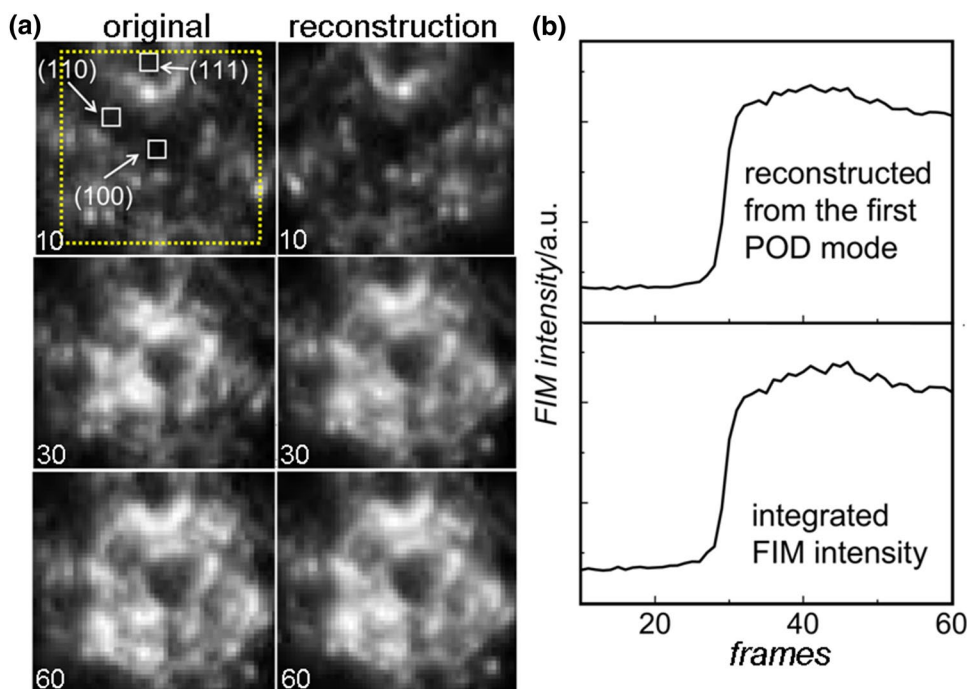 (a) original reconstruction
(110)
(111)
(100)
10
10
30
30
60
60
(b)
FIM intensity/a.u.
reconstructed
from the first
POD mode
integrated
FIM intensity
20 40 60
frames